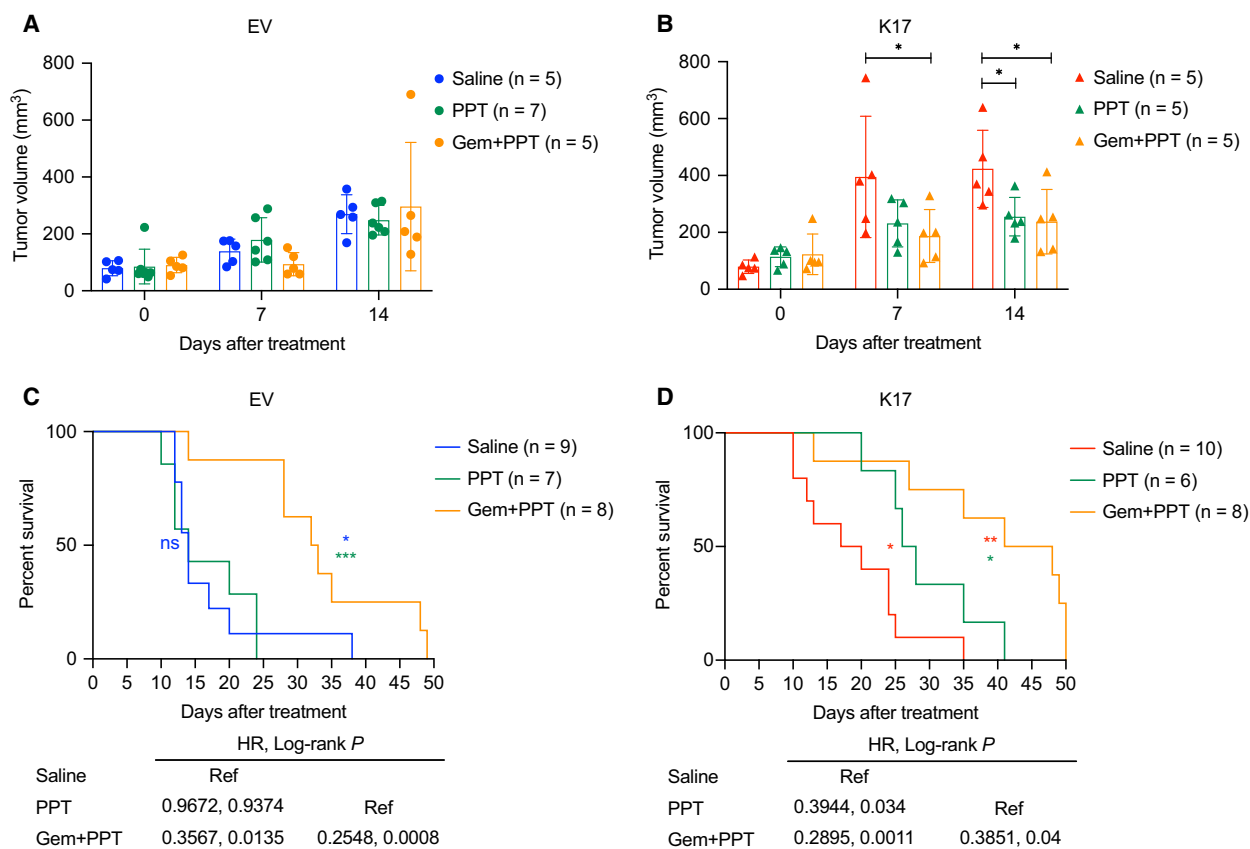 A
EV
Tumor volume (mm³)
800
600
400
200
0
0
7
14
Days after treatment
Saline (n = 5)
PPT (n = 7)
Gem+PPT (n = 5)
B
K17
Tumor volume (mm³)
800
600
400
200
0
*
*
*
0
7
14
Days after treatment
Saline (n = 5)
PPT (n = 5)
Gem+PPT (n = 5)
C
EV
Percent survival
100
50
0
ns
*
***
0 5 10 15 20 25 30 35 40 45 50
Days after treatment
Saline (n = 9)
PPT (n = 7)
Gem+PPT (n = 8)
HR, Log-rank P
Saline Ref
PPT 0.9672, 0.9374 Ref
Gem+PPT 0.3567, 0.0135 0.2548, 0.0008
D
K17
Percent survival
100
50
0
*
**
*
0 5 10 15 20 25 30 35 40 45 50
Days after treatment
Saline (n = 10)
PPT (n = 6)
Gem+PPT (n = 8)
HR, Log-rank P
Saline Ref
PPT 0.3944, 0.034 Ref
Gem+PPT 0.2895, 0.0011 0.3851, 0.04